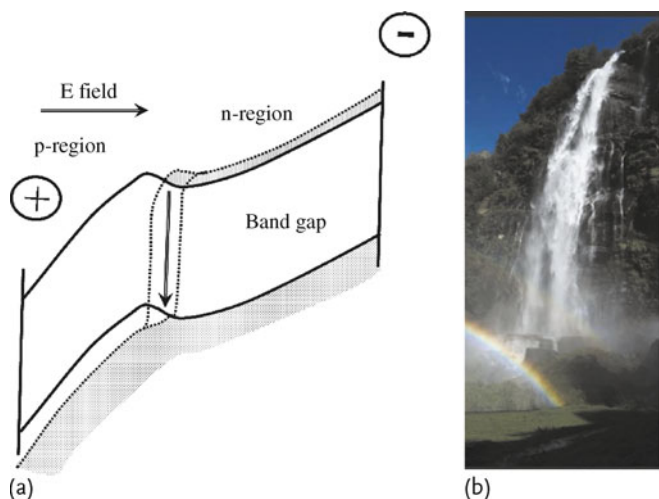 E field
n-region
p-region
+
-
Band gap
(a)
(b)